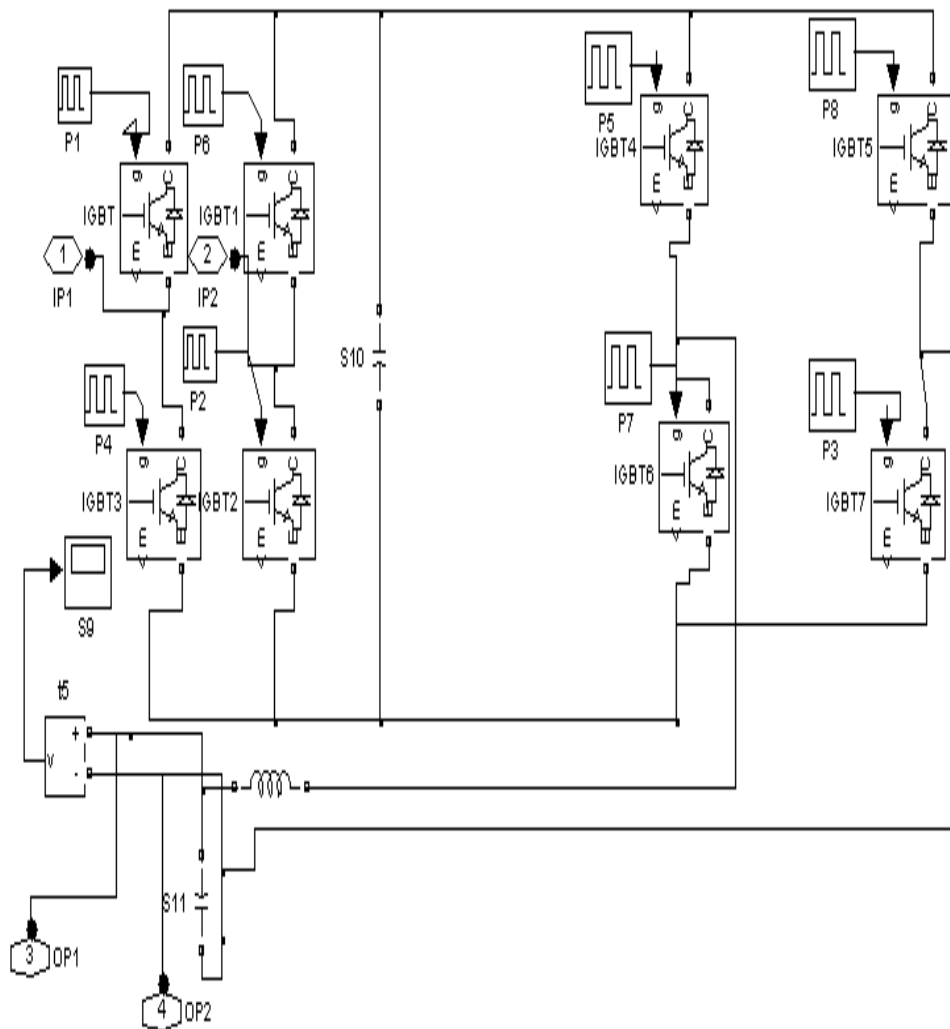 P1
P6
P5
P8
g C
IGBT
E
g C
IGBT1
E
g C
IGBT4
E
g C
IGBT5
E
1
IP1
2
IP2
P2
S10
P4
P7
P3
g C
IGBT3
E
g C
IGBT2
E
g C
IGBT6
E
g C
IGBT7
E
S9
t5
+
v
-
S11
3
OP1
4
OP2